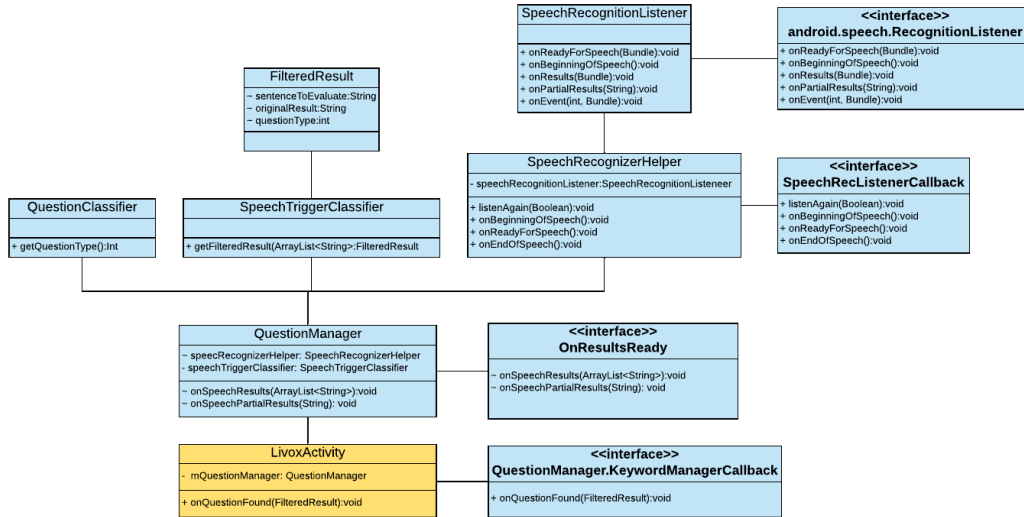 SpeechRecognitionListener
+ onReadyForSpeech(Bundle):void
+ onBeginningOfSpeech():void
+ onResults(Bundle):void
+ onPartialResults(String):void
+ onEvent(int, Bundle):void
<<interface>>
android.speech.RecognitionListener
+ onReadyForSpeech(Bundle):void
+ onBeginningOfSpeech():void
+ onResults(Bundle):void
+ onPartialResults(String):void
+ onEvent(int, Bundle):void
FilteredResult
~ sentenceToEvaluate:String
~ originalResult:String
~ questionType:int
SpeechRecognizerHelper
- speechRecognitionListener:SpeechRecognitionListeneer
+ listenAgain(Boolean):void
+ onBeginningOfSpeech():void
+ onReadyForSpeech():void
+ onEndOfSpeech():void
<<interface>>
SpeechRecListenerCallback
+ listenAgain(Boolean):void
+ onBeginningOfSpeech():void
+ onReadyForSpeech():void
+ onEndOfSpeech():void
QuestionClassifier
+ getQuestionType():Int
SpeechTriggerClassifier
+ getFilteredResult(ArrayList<String>:FilteredResult
QuestionManager
~ speecRecognizerHelper: SpeechRecognizerHelper
- speechTriggerClassifier: SpeechTriggerClassifier
~ onSpeechResults(ArrayList<String>):void
~ onSpeechPartialResults(String): void
<<interface>>
OnResultsReady
~ onSpeechResults(ArrayList<String>):void
~ onSpeechPartialResults(String): void
LivoxActivity
- mQuestionManager: QuestionManager
+ onQuestionFound(FilteredResult):void
<<interface>>
QuestionManager.KeywordManagerCallback
+ onQuestionFound(FilteredResult):void